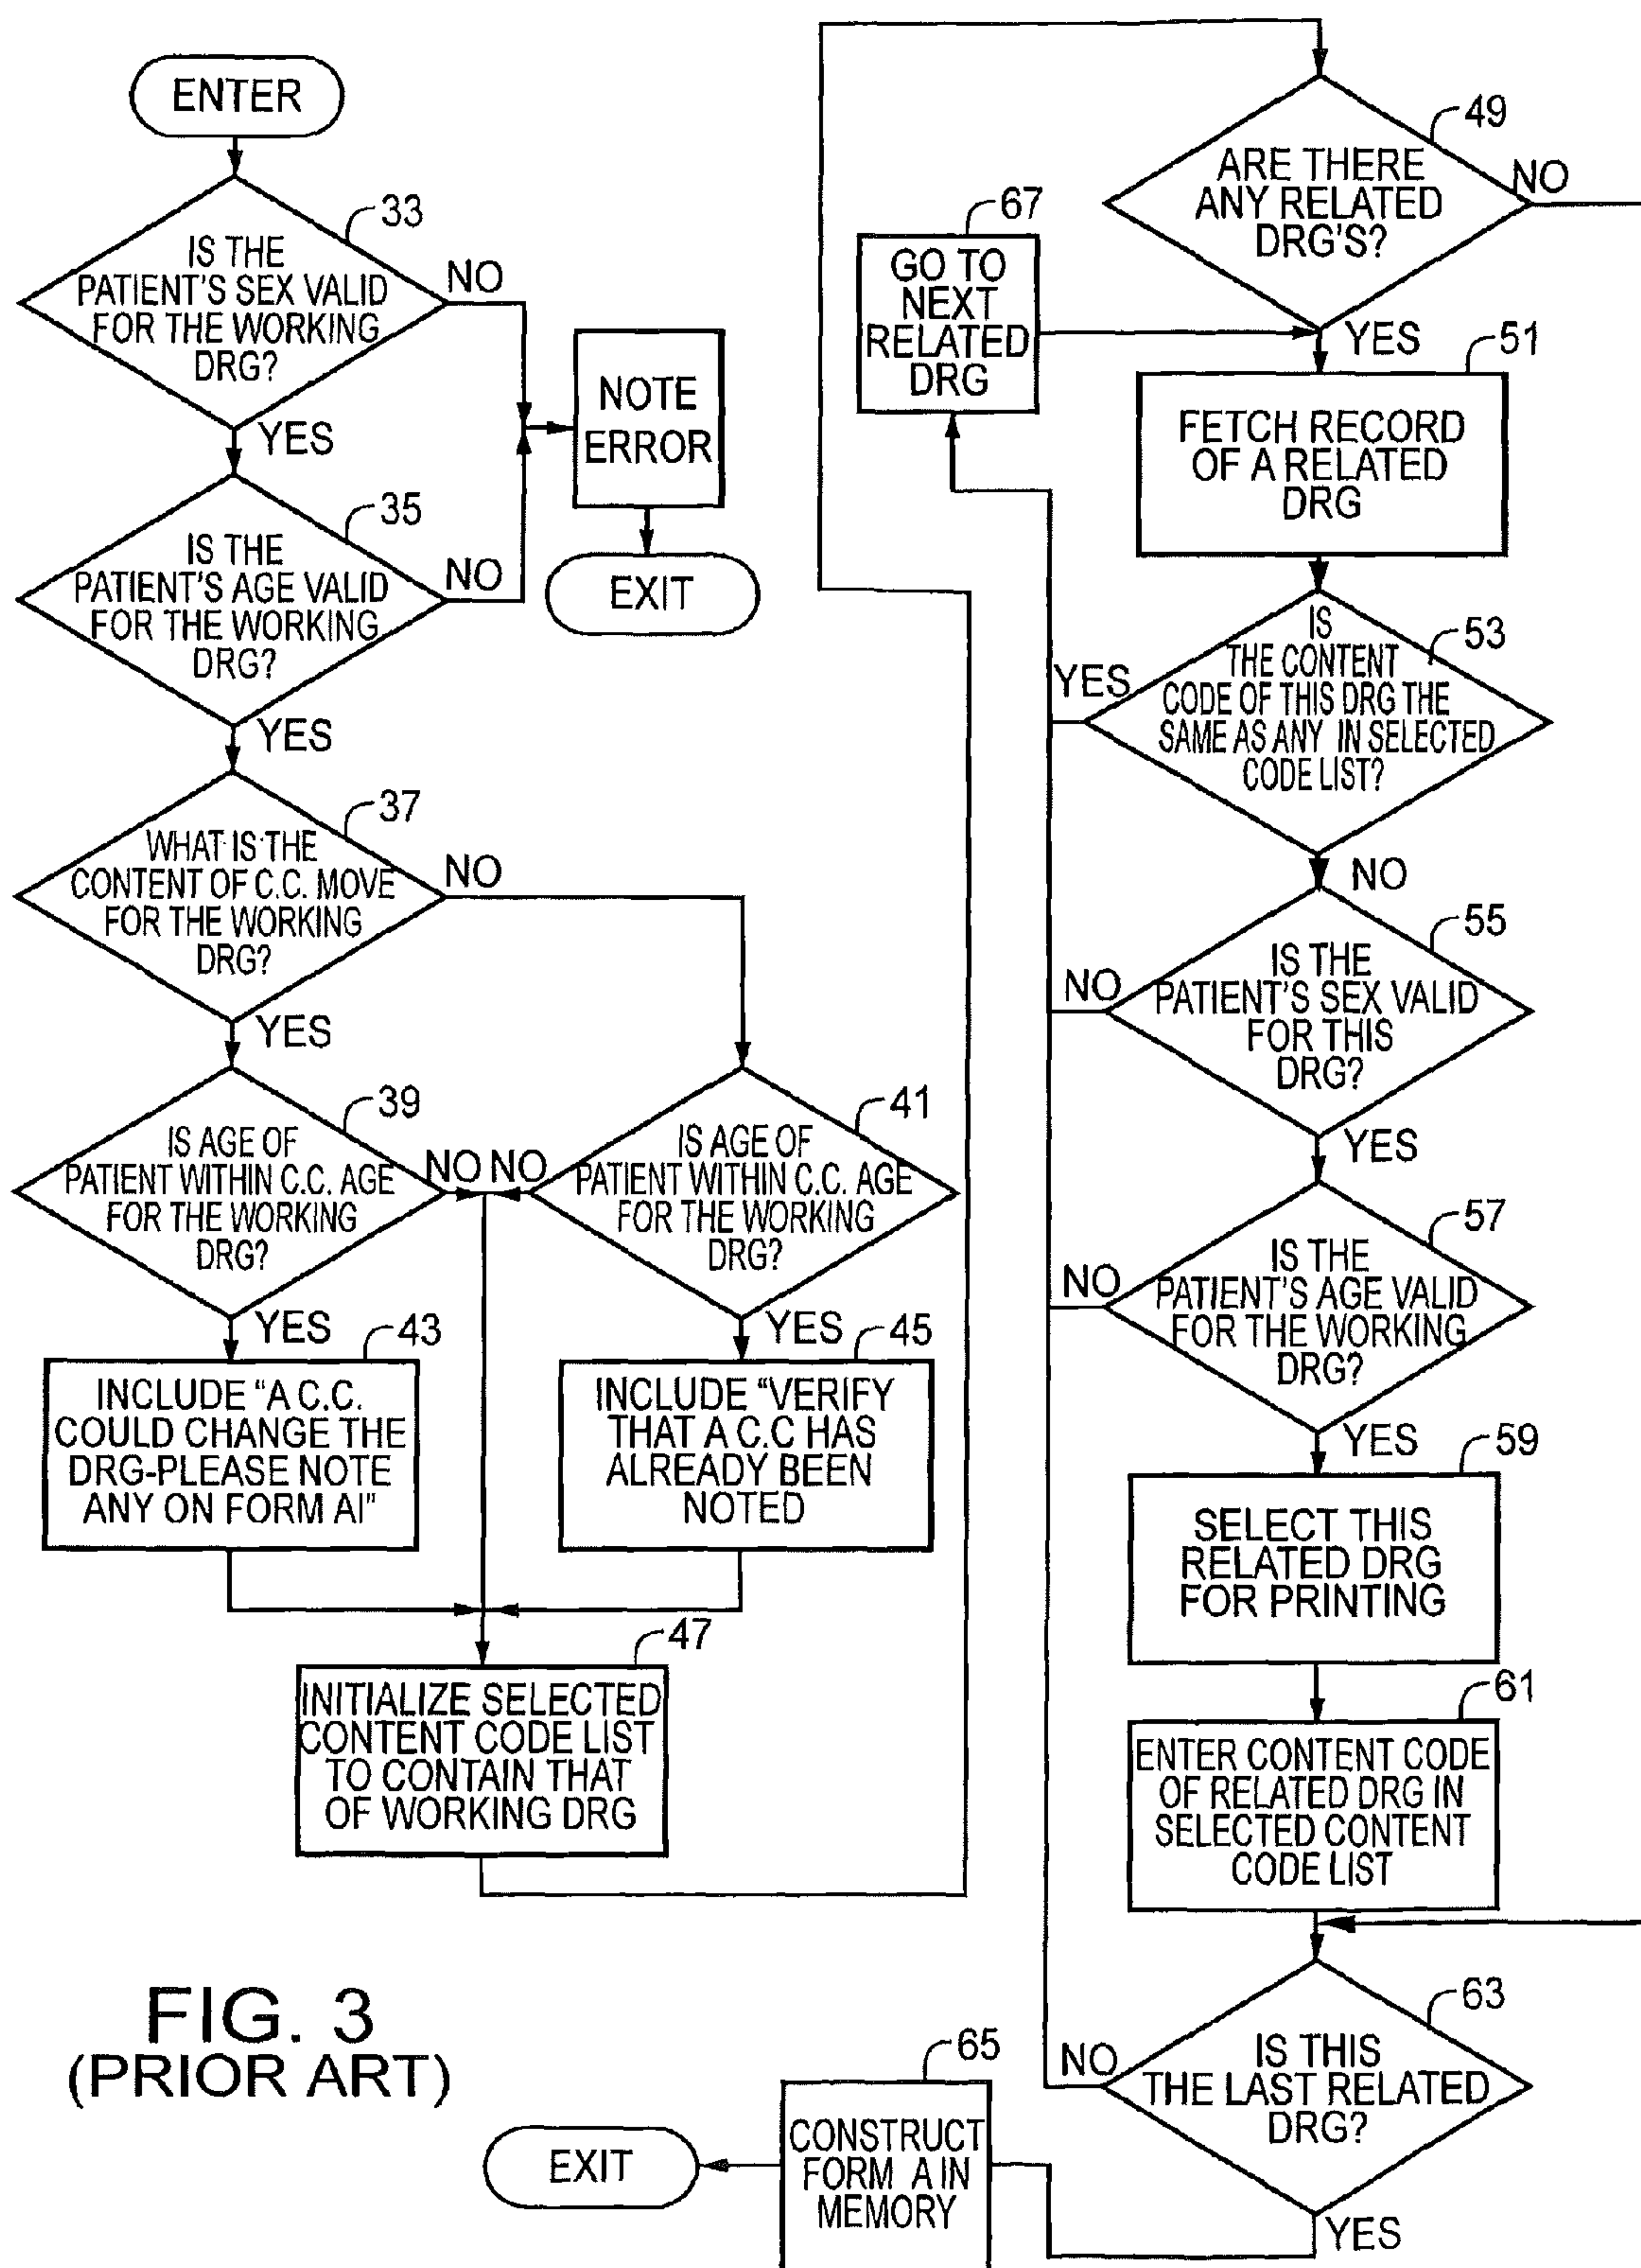 ENTER
33
IS THE
PATIENT'S SEX VALID
FOR THE WORKING
DRG?
NO
YES
NOTE
ERROR
EXIT
35
IS THE
PATIENT'S AGE VALID
FOR THE WORKING
DRG?
NO
YES
37
WHAT IS THE
CONTENT OF C.C. MOVE
FOR THE WORKING
DRG?
NO
YES
39
IS AGE OF
PATIENT WITHIN C.C. AGE
FOR THE WORKING
DRG?
NO
YES
41
IS AGE OF
PATIENT WITHIN C.C. AGE
FOR THE WORKING
DRG?
NO
YES
43
INCLUDE "A C.C.
COULD CHANGE THE
DRG-PLEASE NOTE
ANY ON FORM AI"
45
INCLUDE "VERIFY
THAT A C.C HAS
ALREADY BEEN
NOTED
47
INITIALIZE SELECTED
CONTENT CODE LIST
TO CONTAIN THAT
OF WORKING DRG
49
ARE THERE
ANY RELATED
DRG'S?
NO
YES
67
GO TO
NEXT
RELATED
DRG
51
FETCH RECORD
OF A RELATED
DRG
53
IS
THE CONTENT
CODE OF THIS DRG THE
SAME AS ANY IN SELECTED
CODE LIST?
YES
NO
55
IS THE
PATIENT'S SEX VALID
FOR THIS
DRG?
NO
YES
57
IS THE
PATIENT'S AGE VALID
FOR THE WORKING
DRG?
NO
YES
59
SELECT THIS
RELATED DRG
FOR PRINTING
61
ENTER CONTENT CODE
OF RELATED DRG IN
SELECTED CONTENT
CODE LIST
63
IS THIS
THE LAST RELATED
DRG?
NO
YES
65
CONSTRUCT
FORM A IN
MEMORY
EXIT
FIG. 3
(PRIOR ART)